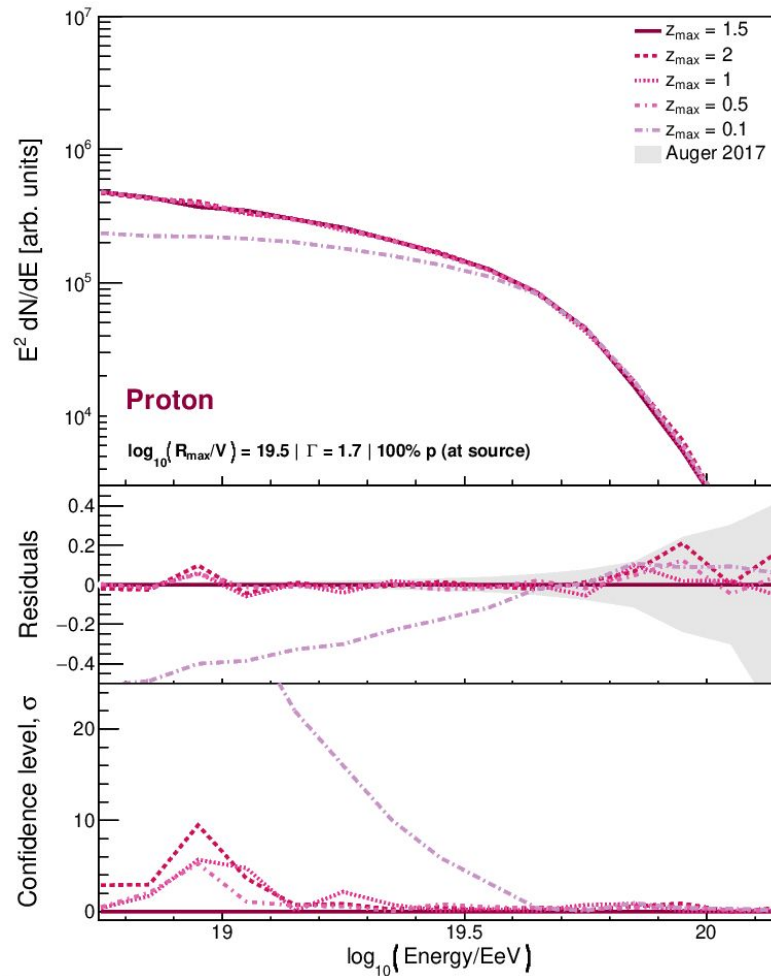 10^7
z_max = 1.5
z_max = 2
z_max = 1
z_max = 0.5
z_max = 0.1
Auger 2017
10^6
10^5
10^4
E^2 dN/dE [arb. units]
Proton
log_10(R_max/V) = 19.5 | Γ = 1.7 | 100% p (at source)
0.4
0.2
0
−0.2
−0.4
Residuals
20
10
0
Confidence level, σ
19
19.5
20
log_10(Energy/EeV)